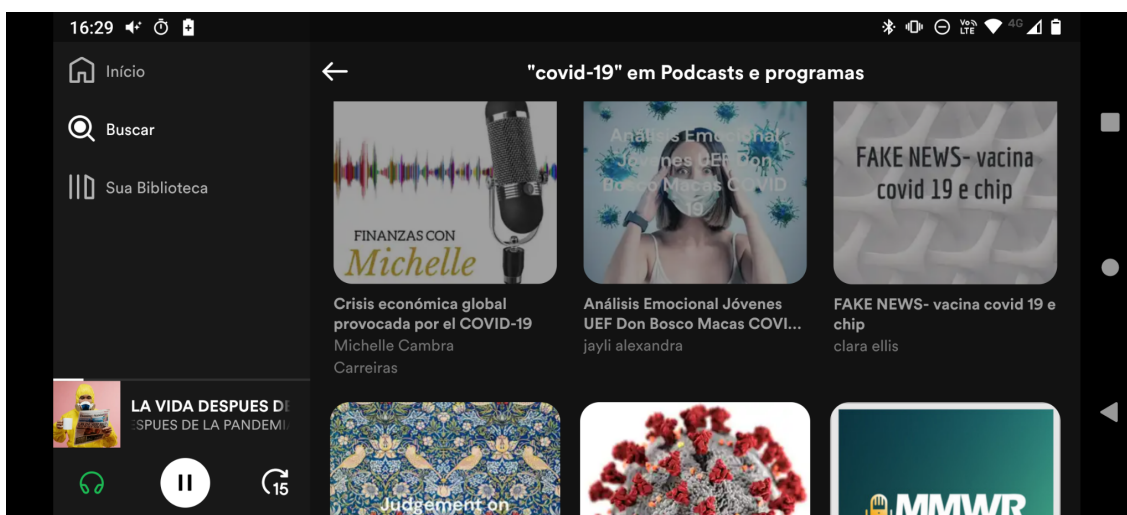 16:29
Vo))
LTE
4G
Início
Buscar
Sua Biblioteca
"covid-19" em Podcasts e programas
FINANZAS CON
Michelle
Crisis económica global
provocada por el COVID-19
Michelle Cambra
Carreiras
Análisis Emocional
Jóvenes UEF Don
Bosco Macas COVID
19
Análisis Emocional Jóvenes
UEF Don Bosco Macas COVI...
jayli alexandra
FAKE NEWS- vacina
covid 19 e chip
FAKE NEWS- vacina covid 19 e
chip
clara ellis
LA VIDA DESPUES DE
SPUES DE LA PANDEMI
15
Judgement on
MMWR